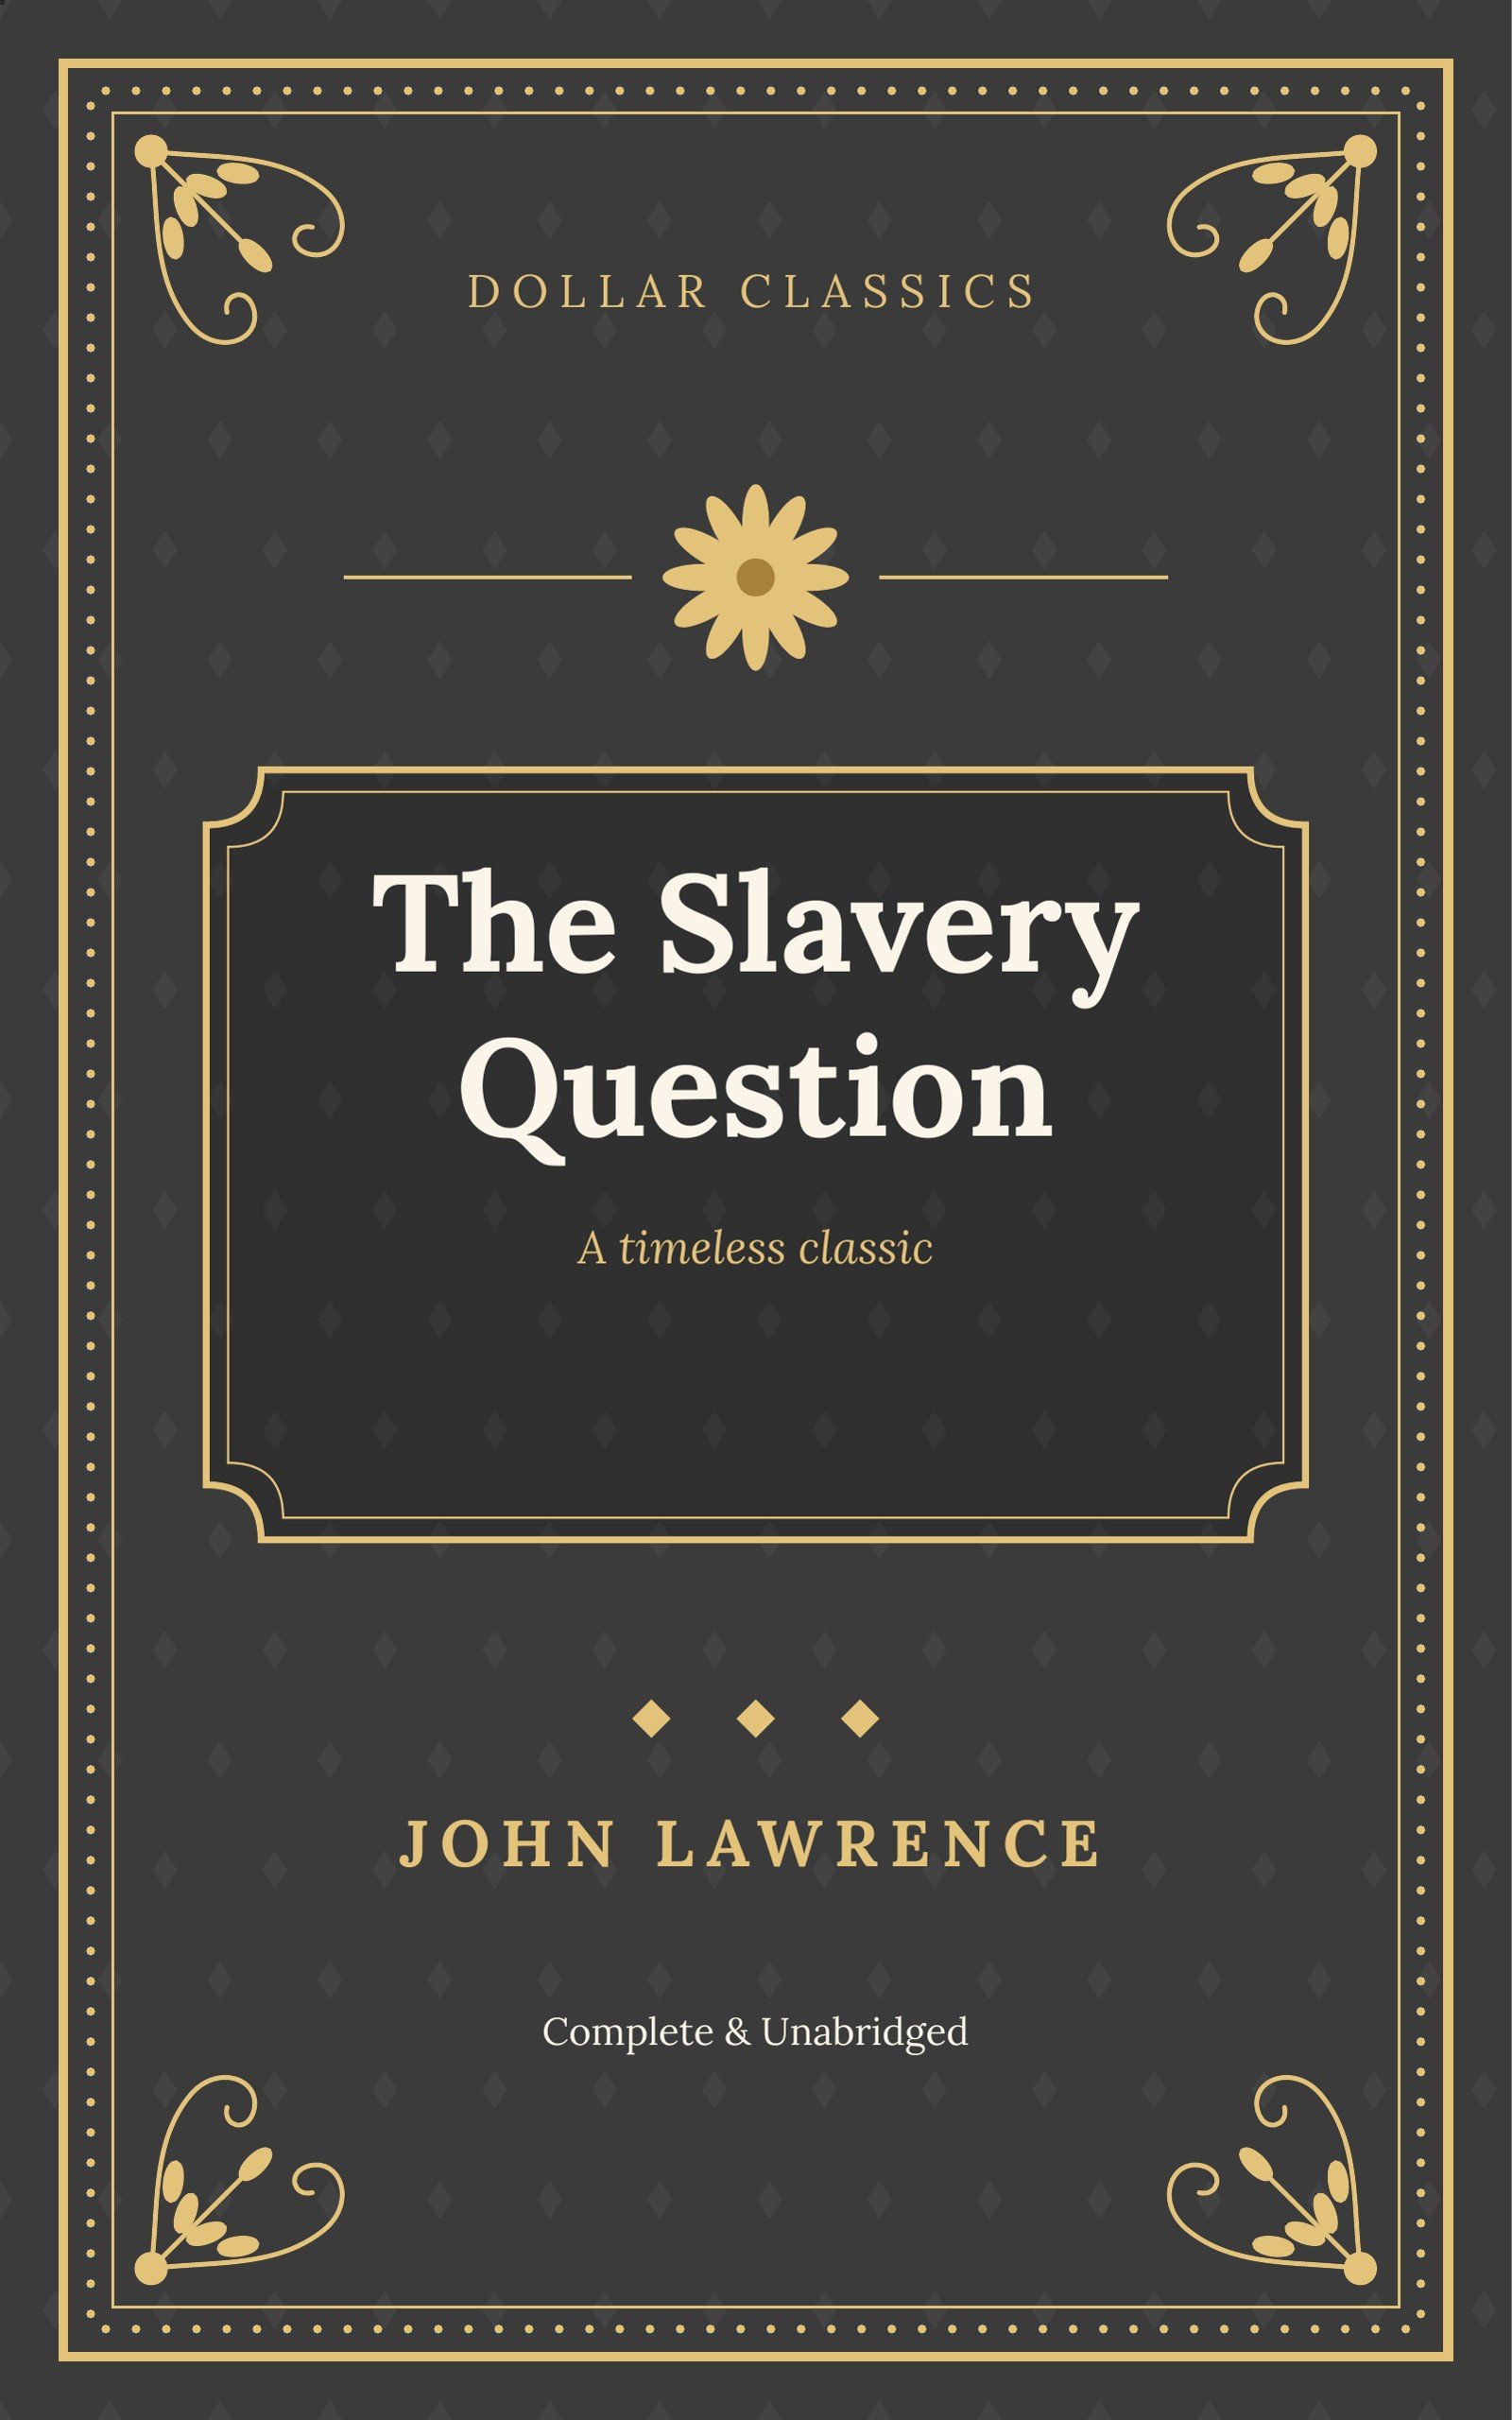 DOLLAR CLASSICS
The Slavery
Question
A timeless classic
JOHN LAWRENCE
Complete & Unabridged